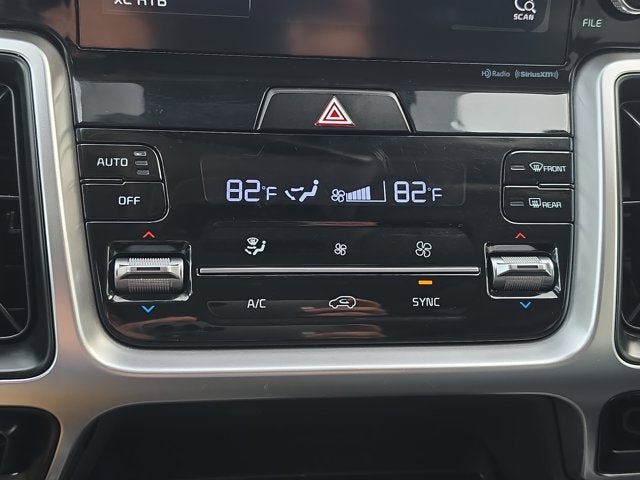 SCAN
FILE
HD Radio (SiriusXM)
AUTO
FRONT
82°F 82°F
OFF
REAR
A/C SYNC